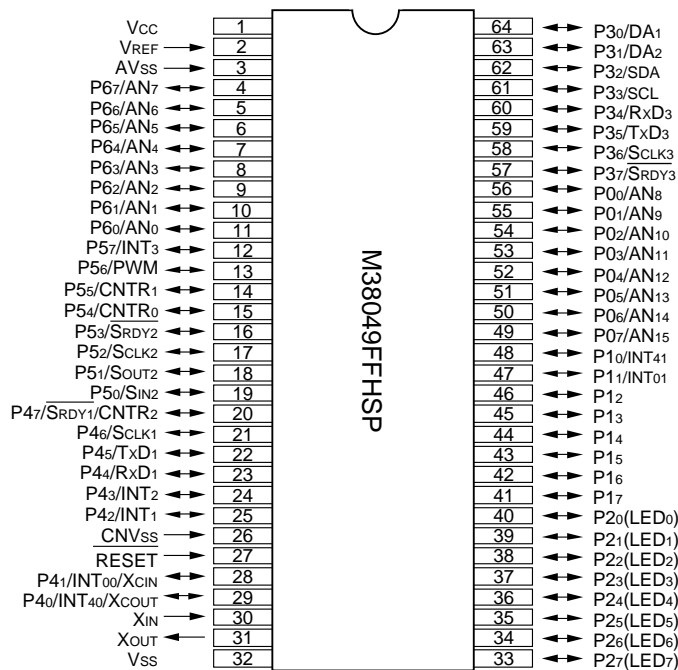 VCC 1
VREF 2
AVSS 3
P67/AN7 4
P66/AN6 5
P65/AN5 6
P64/AN4 7
P63/AN3 8
P62/AN2 9
P61/AN1 10
P60/AN0 11
P57/INT3 12
P56/PWM 13
P55/CNTR1 14
P54/CNTR0 15
P53/SRDY2 16
P52/SCLK2 17
P51/SOUT2 18
P50/SIN2 19
P47/SRDY1/CNTR2 20
P46/SCLK1 21
P45/TXD1 22
P44/RXD1 23
P43/INT2 24
P42/INT1 25
CNVSS 26
RESET 27
P41/INT00/XCIN 28
P40/INT40/XCOUT 29
XIN 30
XOUT 31
VSS 32
M38049FFHSP
64 P30/DA1
63 P31/DA2
62 P32/SDA
61 P33/SCL
60 P34/RXD3
59 P35/TXD3
58 P36/SCLK3
57 P37/SRDY3
56 P00/AN8
55 P01/AN9
54 P02/AN10
53 P03/AN11
52 P04/AN12
51 P05/AN13
50 P06/AN14
49 P07/AN15
48 P10/INT41
47 P11/INT01
46 P12
45 P13
44 P14
43 P15
42 P16
41 P17
40 P20(LED0)
39 P21(LED1)
38 P22(LED2)
37 P23(LED3)
36 P24(LED4)
35 P25(LED5)
34 P26(LED6)
33 P27(LED7)